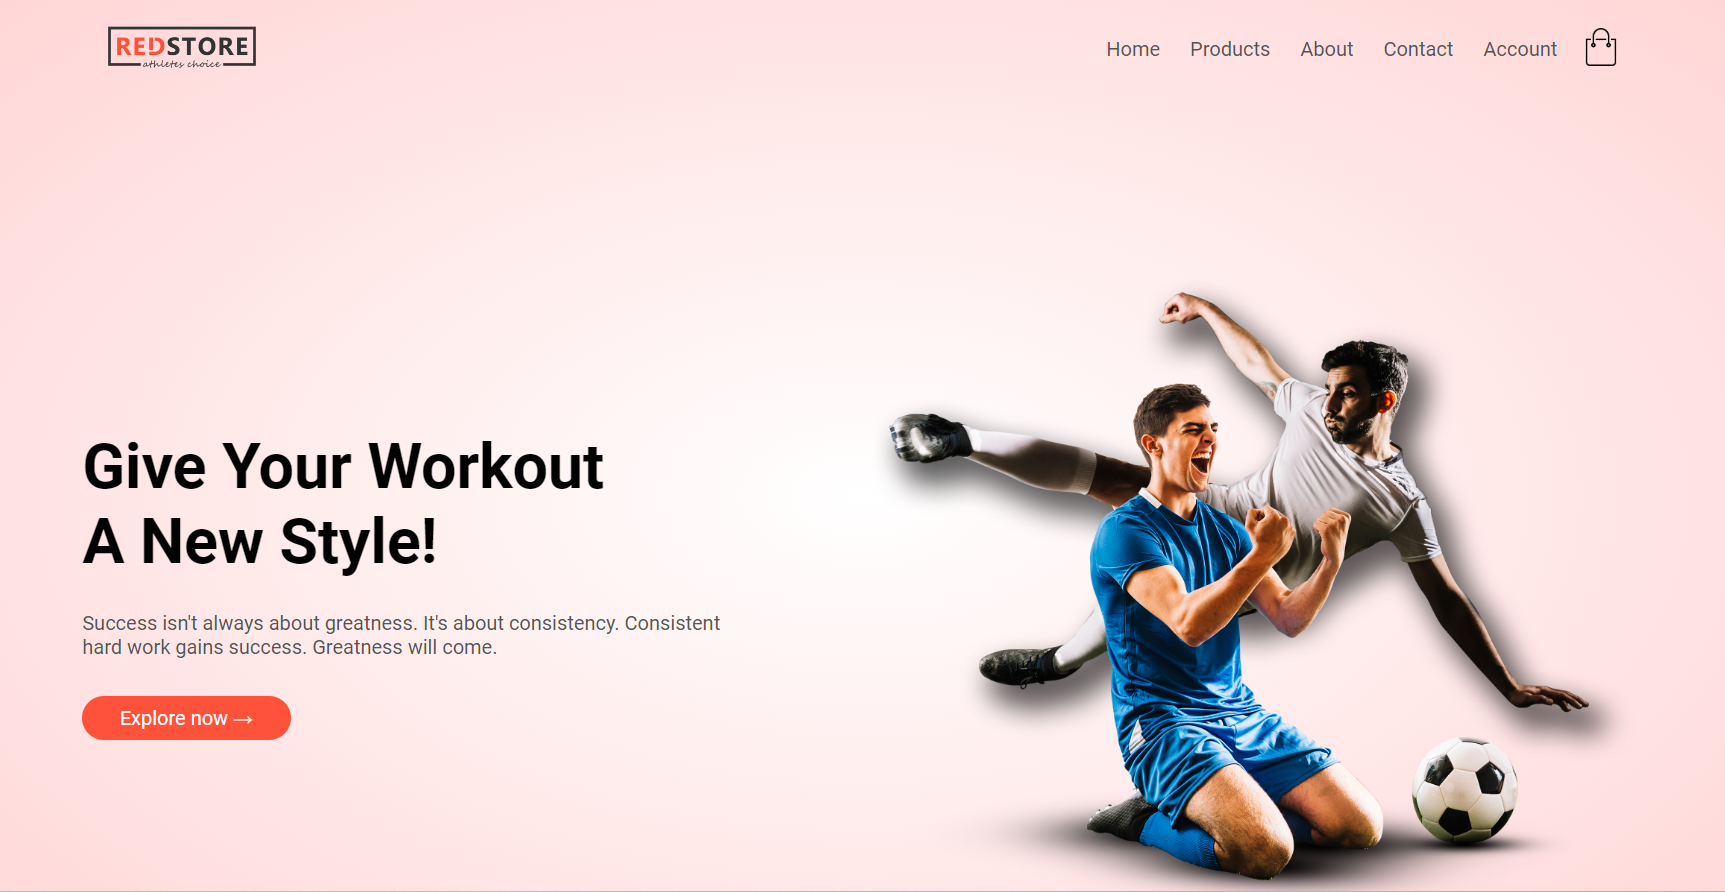 REDSTORE
athletes choice
Home Products About Contact Account
Give Your Workout
A New Style!
Success isn't always about greatness. It's about consistency. Consistent
hard work gains success. Greatness will come.
Explore now →